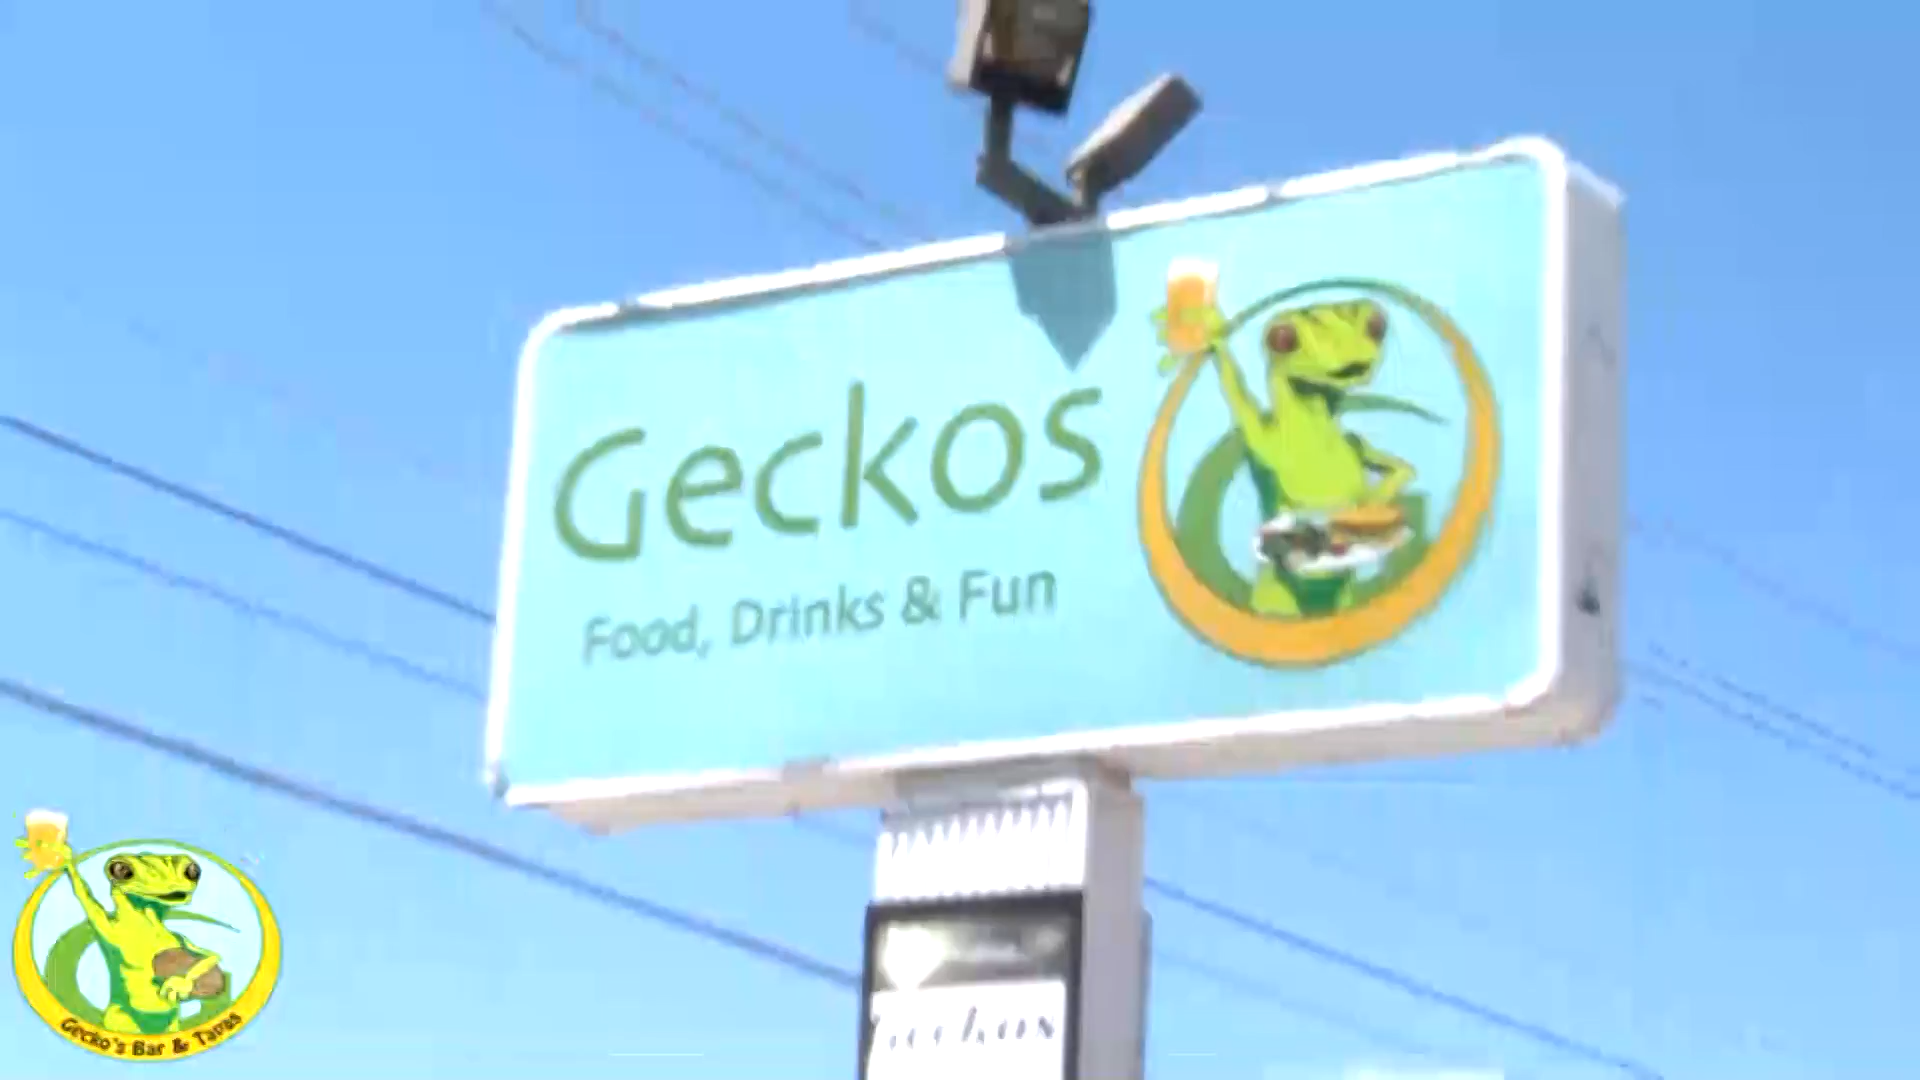 Geckos
Food, Drinks & Fun
Gecko's Bar & Tapas